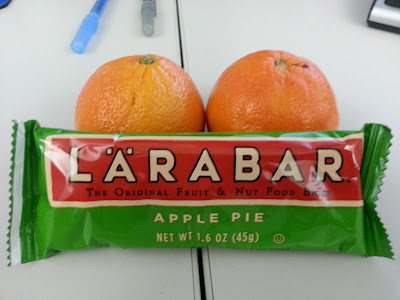 LÄRABAR
THE ORIGINAL FRUIT & NUT FOOD BAR
APPLE PIE
NET WT 1.6 OZ (45g) U